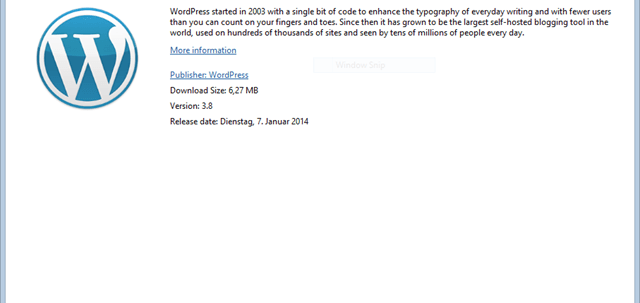 WordPress started in 2003 with a single bit of code to enhance the typography of everyday writing and with fewer users
than you can count on your fingers and toes. Since then it has grown to be the largest self-hosted blogging tool in the
world, used on hundreds of thousands of sites and seen by tens of millions of people every day.
More information
Window Snip
Publisher: WordPress
Download Size: 6,27 MB
Version: 3.8
Release date: Dienstag, 7. Januar 2014